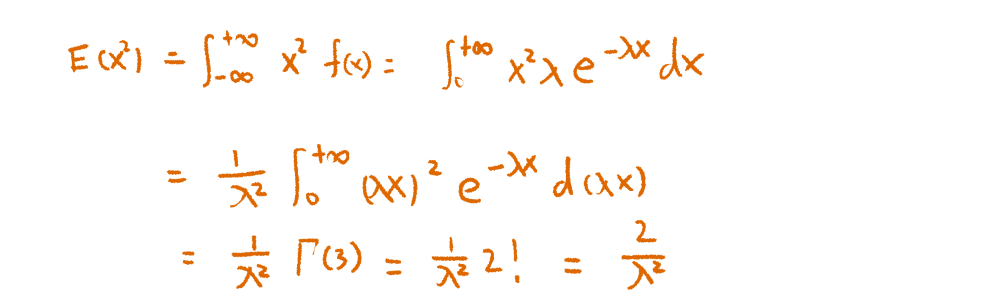 E(x²) = ∫_{-∞}^{+∞} x² f(x) = ∫_0^{+∞} x² λ e^{-λx} dx
= 1/λ² ∫_0^{+∞} (λx)² e^{-λx} d(λx)
= 1/λ² Γ(3) = 1/λ² 2! = 2/λ²